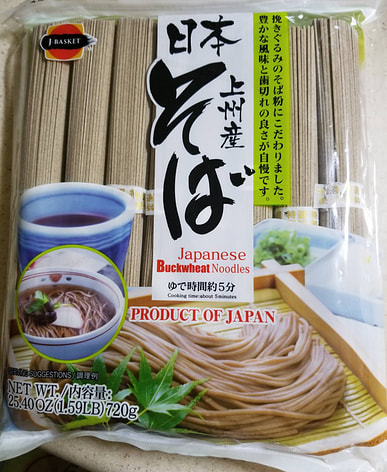 J-BASKET
日本
そば
上州産
挽きぐるみのそば粉にこだわりました。
豊かな風味と歯切れの良さが自慢です。
Japanese
Buckwheat Noodles
ゆで時間約5分
Cooking time:about 5minutes
PRODUCT OF JAPAN
SERVING SUGGESTIONS/調理例
NET WT./内容量:
25.40 OZ(1.59LB)720g